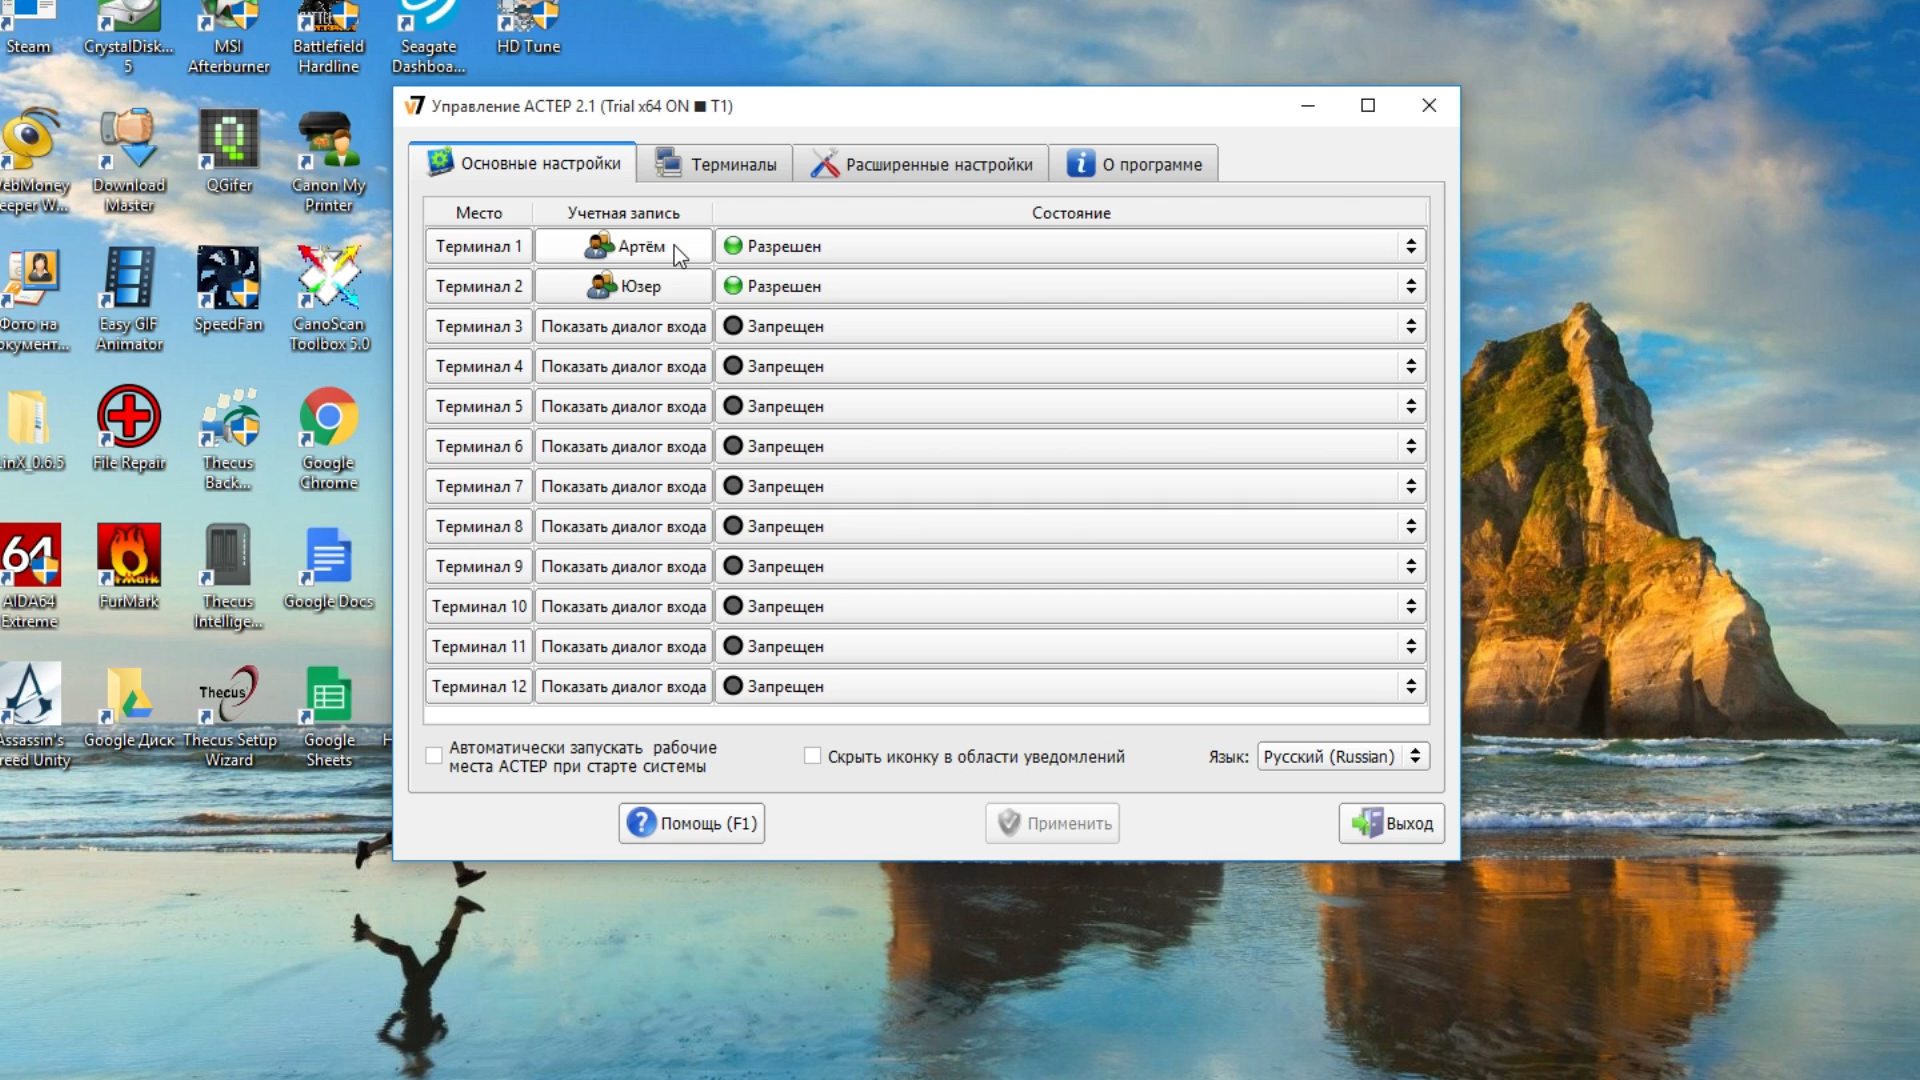 Steam
CrystalDisk...
5
MSI
Afterburner
Battlefield
Hardline
Seagate
Dashboa...
HD Tune
V7 Управление АСТЕР 2.1 (Trial x64 ON ■ T1)
Основные настройки
Терминалы
Расширенные настройки
О программе
Место Учетная запись Состояние
Терминал 1 Артём Разрешен
Терминал 2 Юзер Разрешен
Терминал 3 Показать диалог входа Запрещен
Терминал 4 Показать диалог входа Запрещен
Терминал 5 Показать диалог входа Запрещен
Терминал 6 Показать диалог входа Запрещен
Терминал 7 Показать диалог входа Запрещен
Терминал 8 Показать диалог входа Запрещен
Терминал 9 Показать диалог входа Запрещен
Терминал 10 Показать диалог входа Запрещен
Терминал 11 Показать диалог входа Запрещен
Терминал 12 Показать диалог входа Запрещен
Автоматически запускать рабочие
места АСТЕР при старте системы
Скрыть иконку в области уведомлений
Язык: Русский (Russian)
Помощь (F1)
Применить
Выход
ebMoney
eeper W...
Download
Master
QGifer
Canon My
Printer
Фото на
окумент...
Easy GIF
Animator
SpeedFan
CanoScan
Toolbox 5.0
inX_0.6.5
File Repair
Thecus
Back...
Google
Chrome
64
AIDA64
Extreme
FurMark
Thecus
Intellige...
Google Docs
Assassin's
reed Unity
Google Диск
Thecus
Thecus Setup
Wizard
Google
Sheets
H